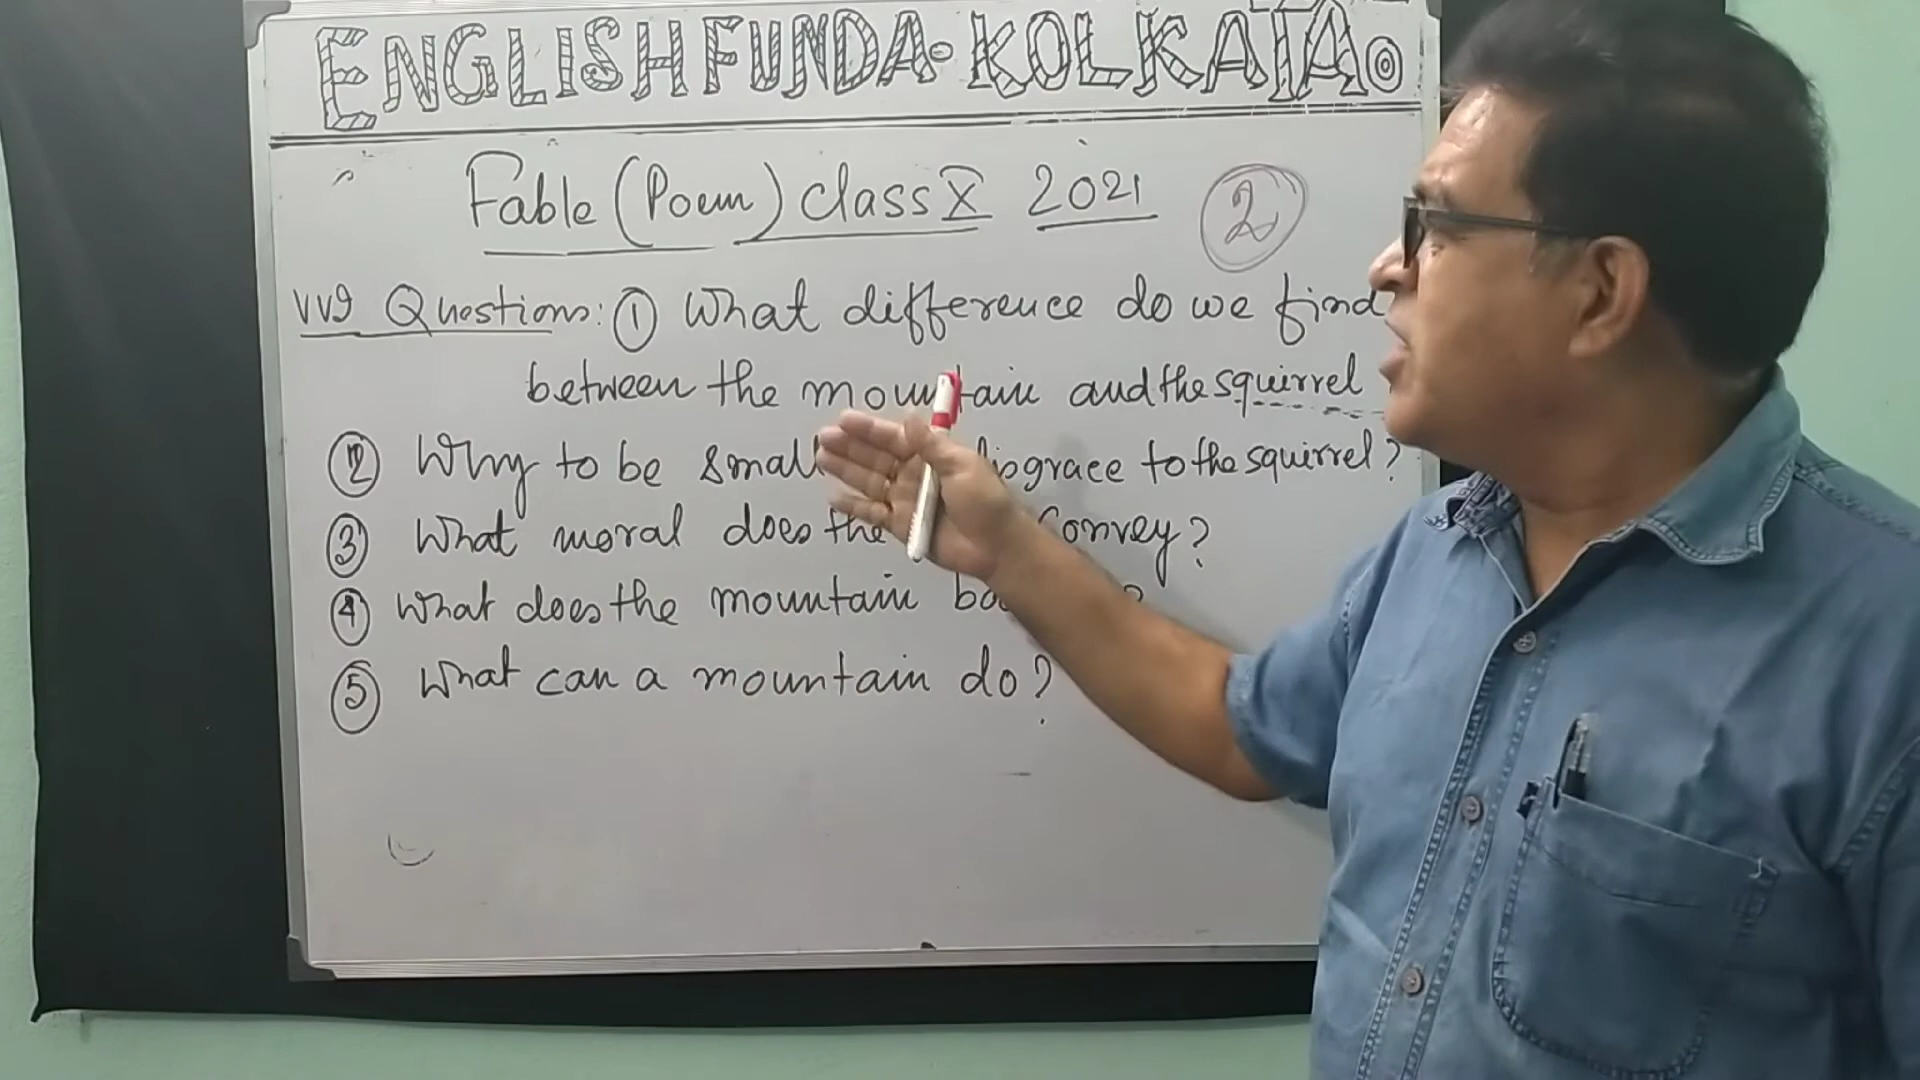 ENGLISH FUNDA. KOLKATA
Fable (Poem) class X 2021 2
VVI Questions: 1 What difference do we find
between the mountain and the squirrel
2 Why to be small disgrace to the squirrel?
3 What moral does the convey?
4 What does the mountain ?
5 What can a mountain do?